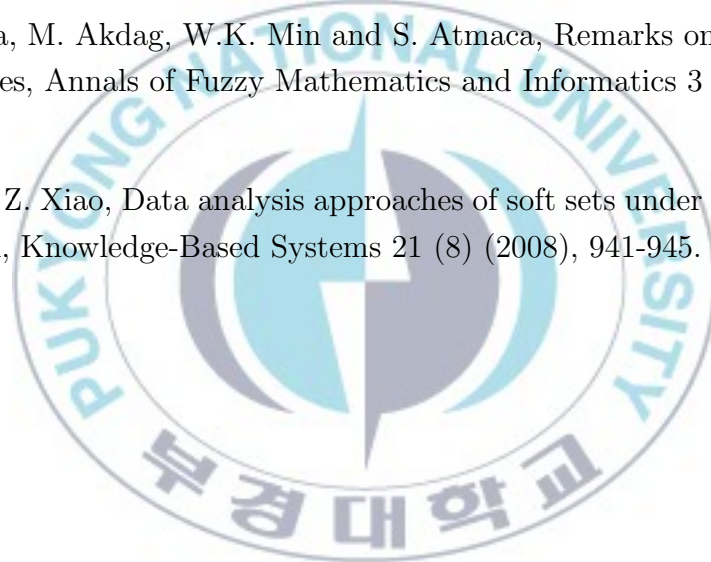 a, M. Akdag, W.K. Min and S. Atmaca, Remarks on
es, Annals of Fuzzy Mathematics and Informatics 3
Z. Xiao, Data analysis approaches of soft sets under
, Knowledge-Based Systems 21 (8) (2008), 941-945.
PUKYONG NATIONAL UNIVERSITY
부경대학교